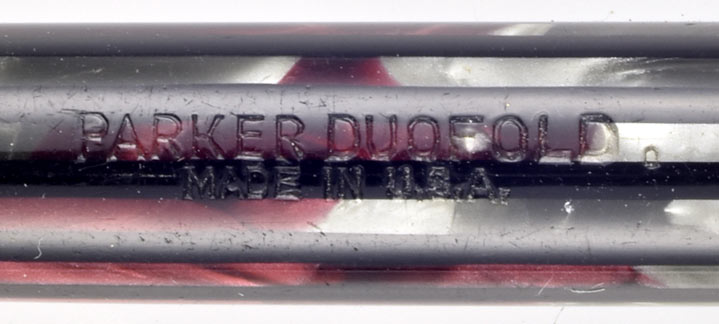 PARKER DUOFOLD
MADE IN U.S.A.